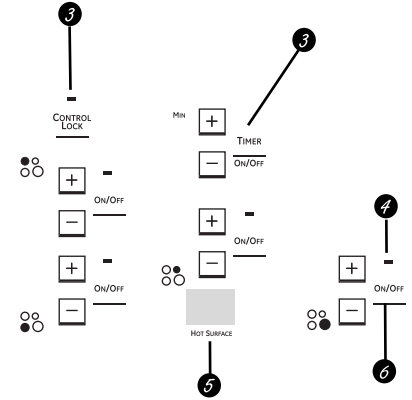 3
3
CONTROL
LOCK
MIN
+
TIMER
−
ON/OFF
+
ON/OFF
−
+
ON/OFF
−
4
+
ON/OFF
−
+
ON/OFF
−
HOT SURFACE
5
6